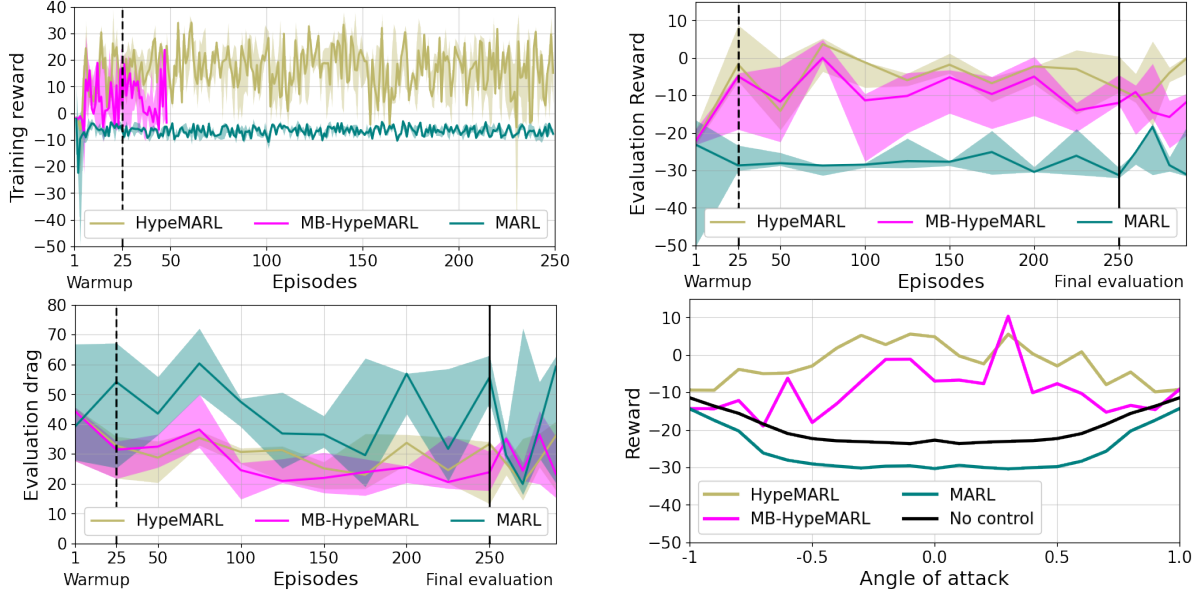 Training reward
40
30
20
10
0
−10
−20
−30
−40
−50
HypeMARL MB-HypeMARL MARL
1 25 50 100 150 200 250
Warmup Episodes
Evaluation Reward
10
0
−10
−20
−30
−40
−50
HypeMARL MB-HypeMARL MARL
1 25 50 100 150 200 250
Warmup Episodes Final evaluation
Evaluation drag
80
70
60
50
40
30
20
10
0
HypeMARL MB-HypeMARL MARL
1 25 50 100 150 200 250
Warmup Episodes Final evaluation
Reward
10
0
−10
−20
−30
−40
−50
HypeMARL MARL
MB-HypeMARL No control
-1 -0.5 0.0 0.5 1.0
Angle of attack